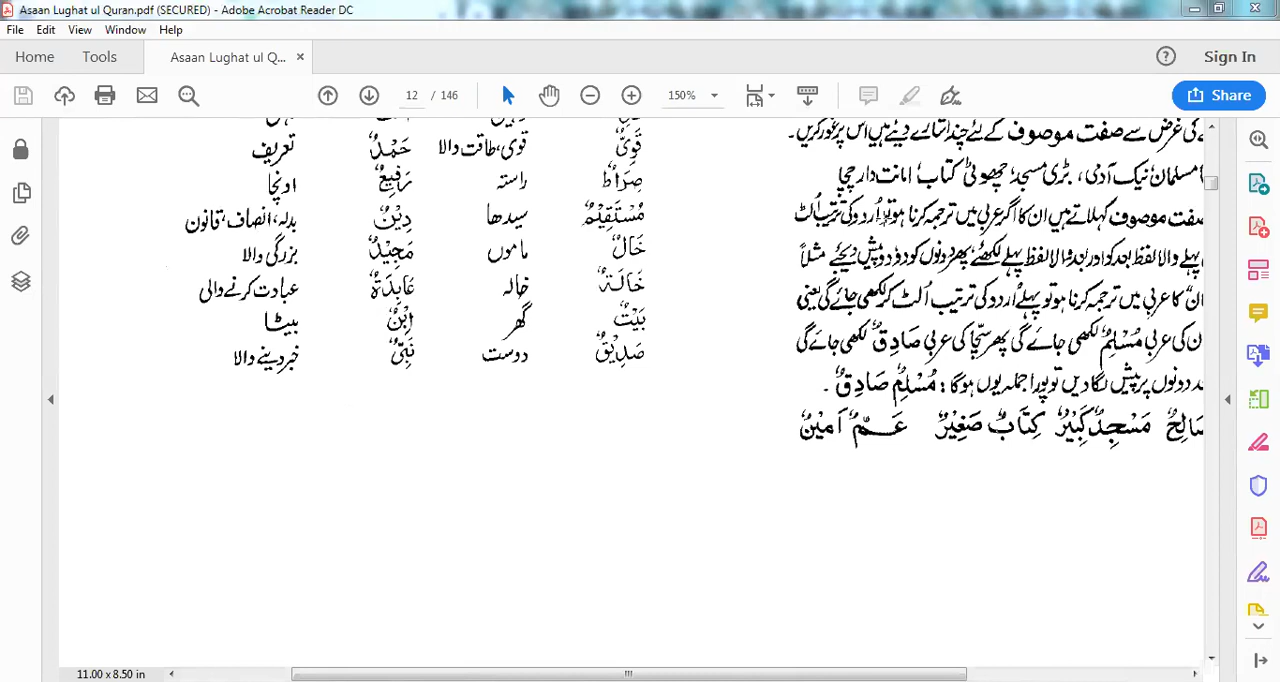 Asaan Lughat ul Quran.pdf (SECURED) - Adobe Acrobat Reader DC
File Edit View Window Help
Home Tools Asaan Lughat ul Q... × Sign In
12 / 146 150% Share
کی غرض سے صفت موصوف کے لئے چند اشارے دیئے ہیں اس پر غور کریں۔
مسلمان نیک آدمی، بڑی مسجد، چھوٹی کتاب، امانت دار چچا
صفت موصوف کہلاتے ہیں ان کا اگر عربی میں ترجمہ کرنا ہو تو اُردو کی ترتیب اُلٹ
پہلے والا لفظ بعد کو اور بعد والا لفظ پہلے لکھئے پھر دونوں کو دو دو پیش دیجئے مثلاً
کا عربی میں ترجمہ کرنا ہو تو پہلے اُردو کی ترتیب اُلٹ کر لکھی جائے گی یعنی
ن کی عربی مُسْلِمٌ لکھی جائے گی پھر سچّا کی عربی صَادِقٌ لکھی جائے گی
دونوں پر پیش لگا دیں تو پورا جملہ یوں ہوگا: مُسْلِمٌ صَادِقٌ۔
صَالِحٌ مَسْجِدٌ کَبِیْرٌ کِتَابٌ صَغِیْرٌ عَمٌّ اَمِیْنٌ
قَوِیٌّ قوی، طاقت والا حَمْدٌ تعریف
صِرَاطٌ راستہ رَفِیْعٌ اونچا
مُسْتَقِیْمٌ سیدھا دِیْنٌ بدلہ، انصاف، قانون
خَالٌ ماموں مَجِیْدٌ بزرگی والا
خَالَةٌ خالہ عَابِدَةٌ عبادت کرنے والی
بَیْتٌ گھر اِبْنٌ بیٹا
صَدِیْقٌ دوست نَبِیٌّ خبر دینے والا
11.00 x 8.50 in